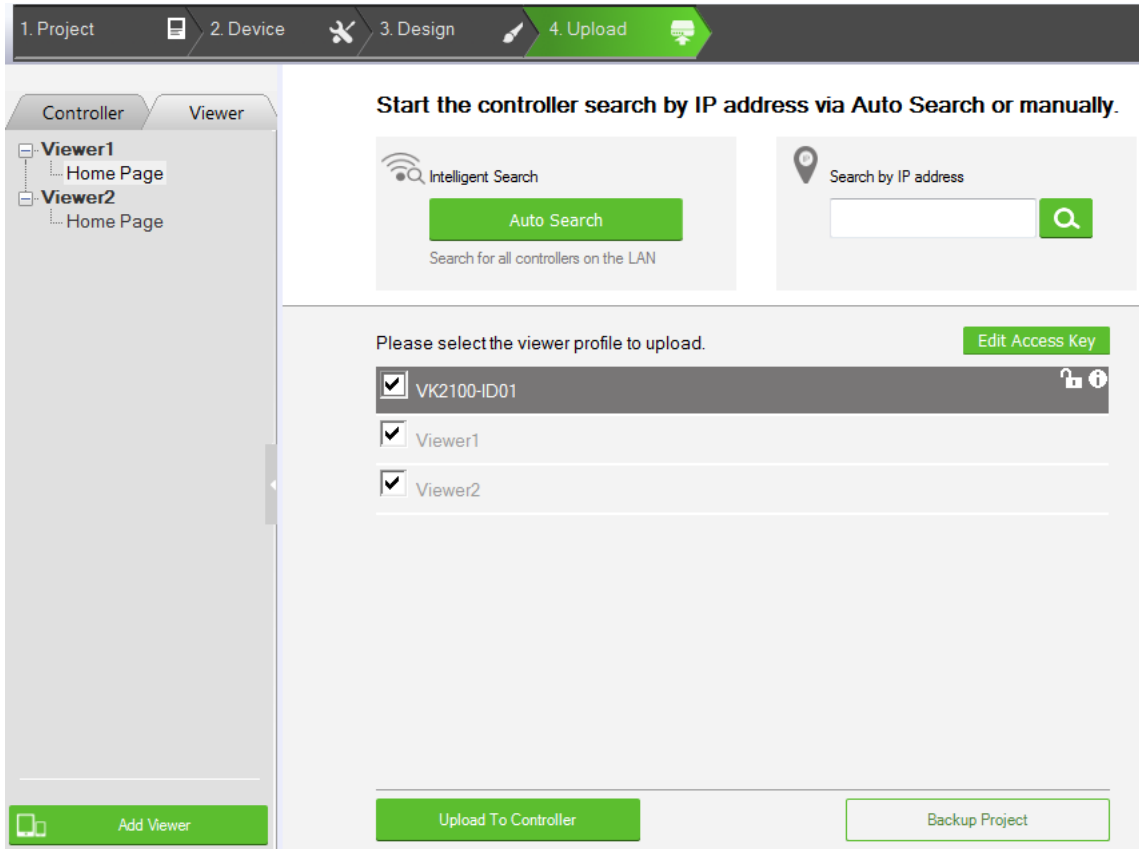 1. Project
2. Device
3. Design
4. Upload
Controller
Viewer
Viewer1
Home Page
Viewer2
Home Page
Add Viewer
Start the controller search by IP address via Auto Search or manually.
Intelligent Search
Auto Search
Search for all controllers on the LAN
IP
Search by IP address
Please select the viewer profile to upload.
Edit Access Key
VK2100-ID01
Viewer1
Viewer2
Upload To Controller
Backup Project